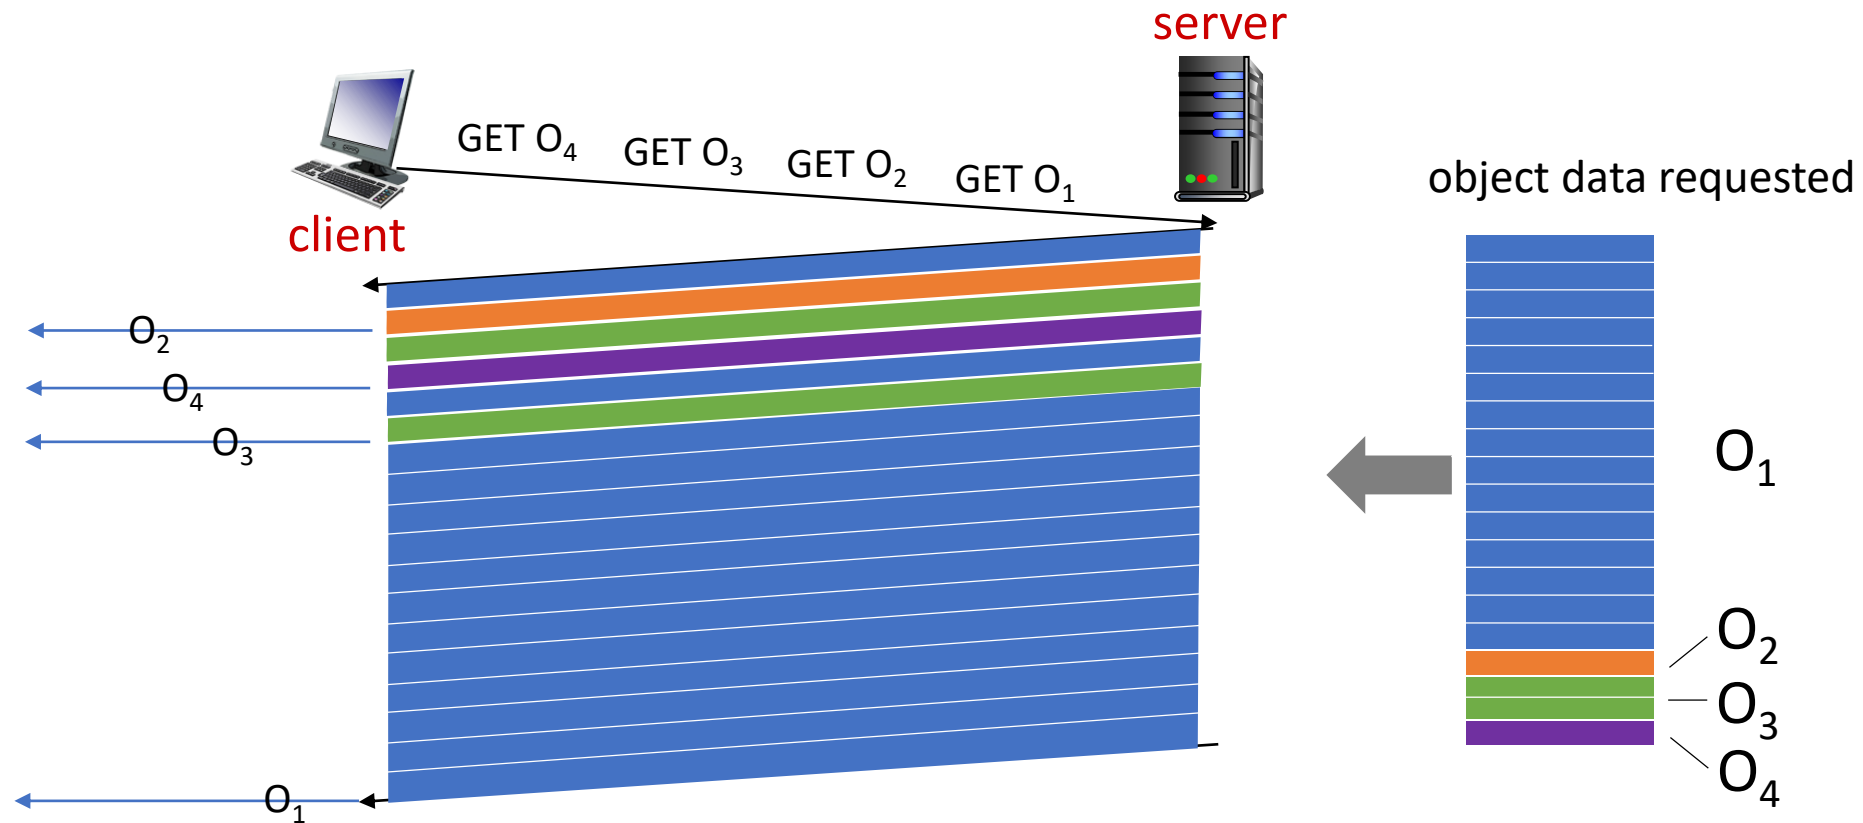 server
GET O₄
GET O₃
GET O₂
GET O₁
object data requested
client
O₂
O₄
O₃
O₁
O₁
O₂
O₃
O₄